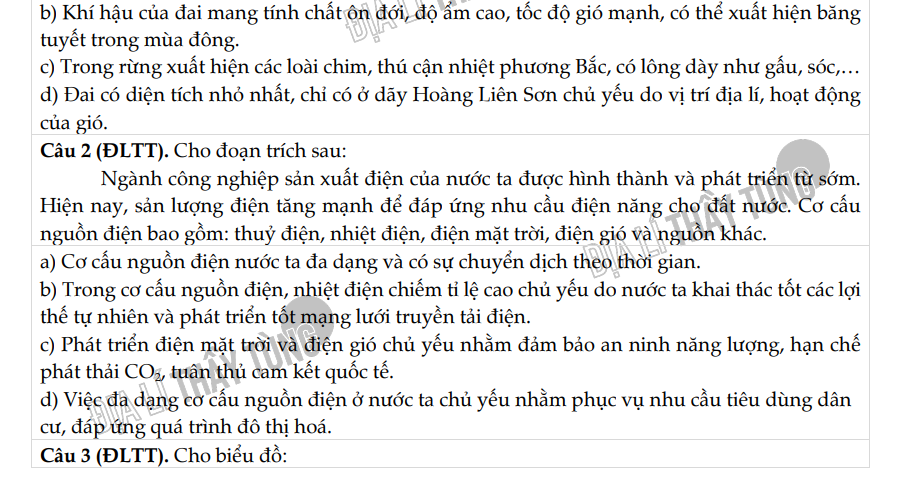 b) Khí hậu của đai mang tính chất ôn đới, độ ẩm cao, tốc độ gió mạnh, có thể xuất hiện băng
tuyết trong mùa đông.
c) Trong rừng xuất hiện các loài chim, thú cận nhiệt phương Bắc, có lông dày như gấu, sóc,...
d) Đai có diện tích nhỏ nhất, chỉ có ở dãy Hoàng Liên Sơn chủ yếu do vị trí địa lí, hoạt động
của gió.
Câu 2 (ĐLTT). Cho đoạn trích sau:
Ngành công nghiệp sản xuất điện của nước ta được hình thành và phát triển từ sớm.
Hiện nay, sản lượng điện tăng mạnh để đáp ứng nhu cầu điện năng cho đất nước. Cơ cấu
nguồn điện bao gồm: thuỷ điện, nhiệt điện, điện mặt trời, điện gió và nguồn khác.
a) Cơ cấu nguồn điện nước ta đa dạng và có sự chuyển dịch theo thời gian.
b) Trong cơ cấu nguồn điện, nhiệt điện chiếm tỉ lệ cao chủ yếu do nước ta khai thác tốt các lợi
thế tự nhiên và phát triển tốt mạng lưới truyền tải điện.
c) Phát triển điện mặt trời và điện gió chủ yếu nhằm đảm bảo an ninh năng lượng, hạn chế
phát thải CO₂, tuân thủ cam kết quốc tế.
d) Việc đa dạng cơ cấu nguồn điện ở nước ta chủ yếu nhằm phục vụ nhu cầu tiêu dùng dân
cư, đáp ứng quá trình đô thị hoá.
Câu 3 (ĐLTT). Cho biểu đồ:
ĐỊA LÍ THẦY TÙNG
ĐỊA LÍ THẦY TÙNG